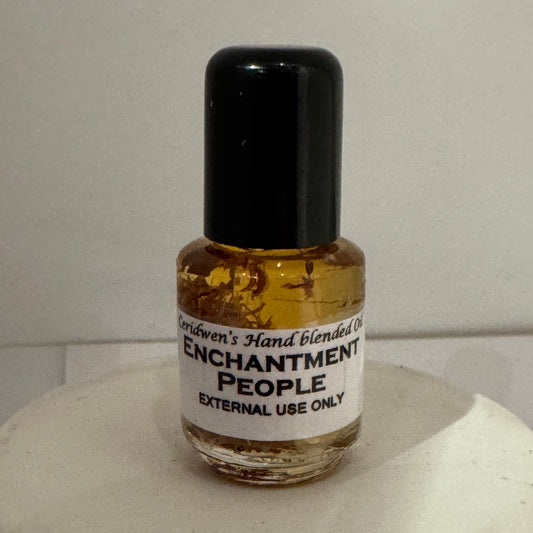 Ceridwen's Hand blended Oil
ENCHANTMENT
PEOPLE
EXTERNAL USE ONLY